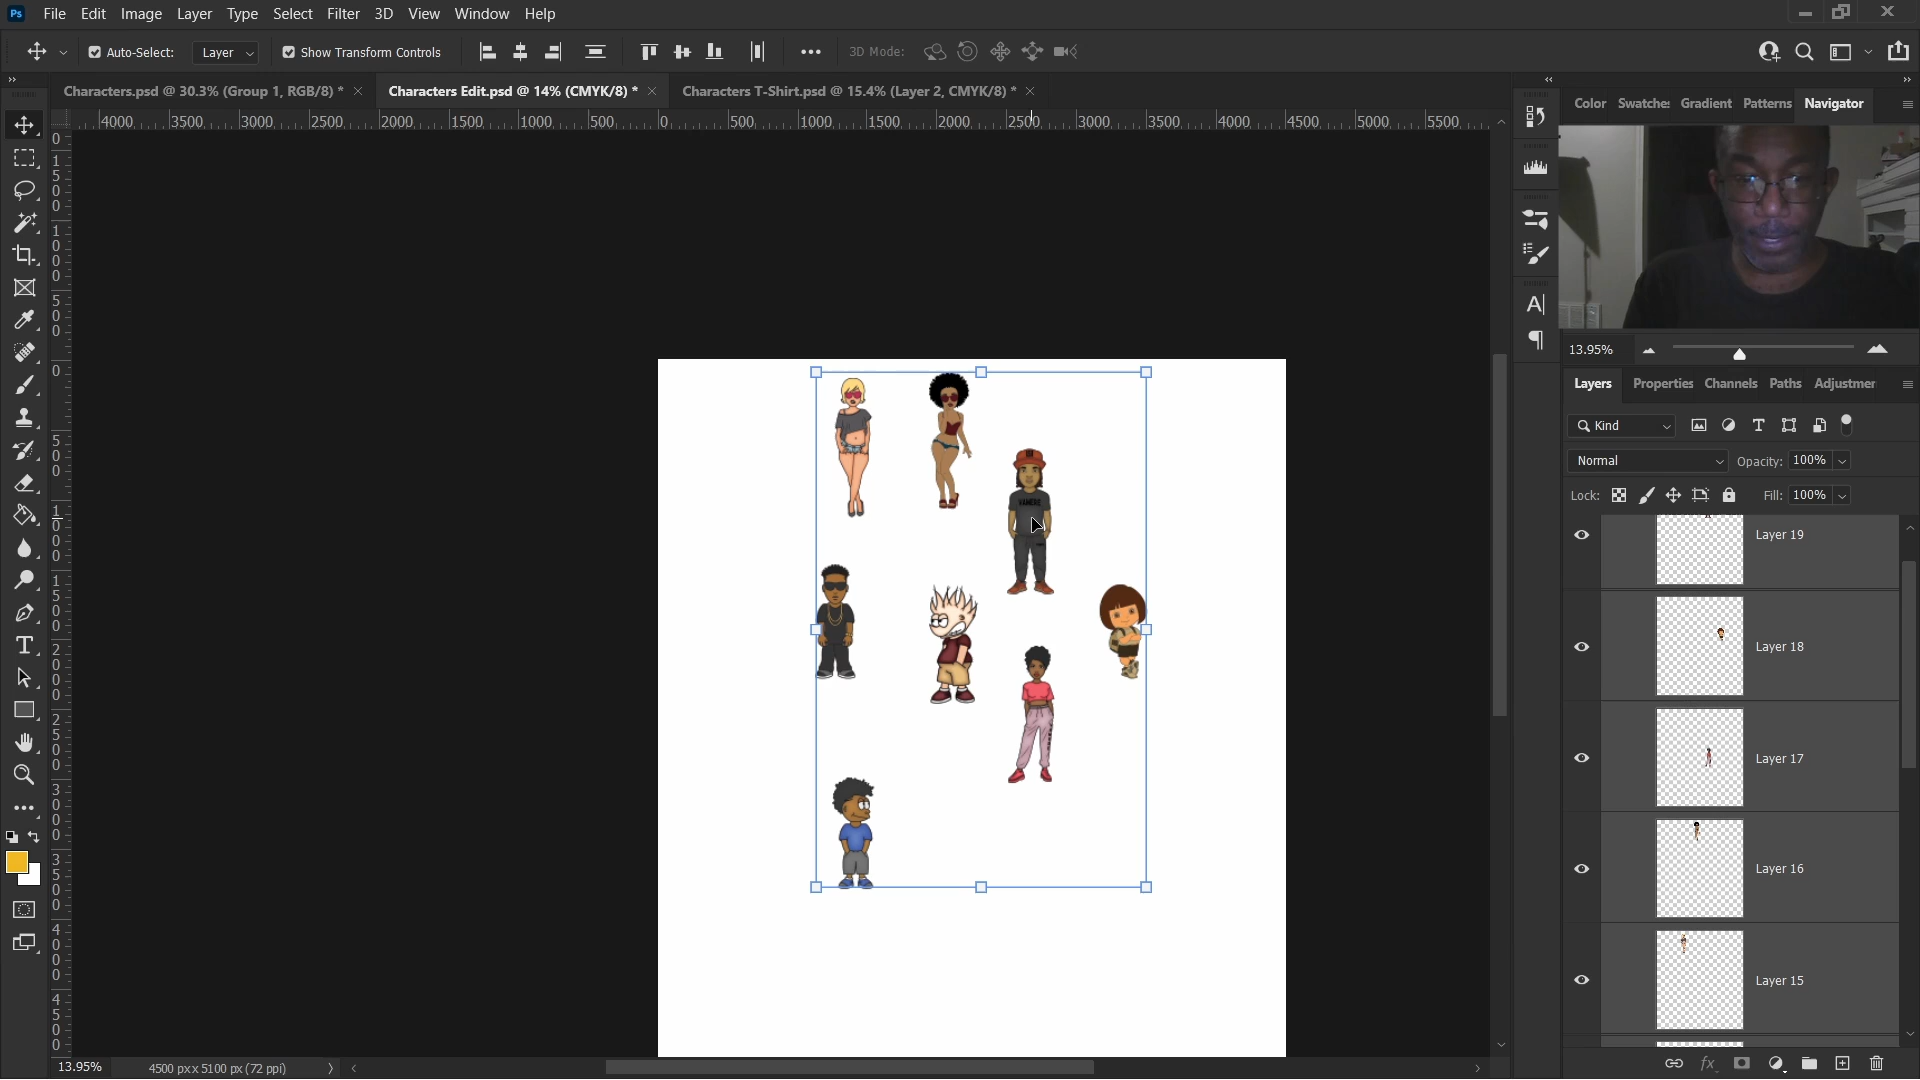 Ps File Edit Image Layer Type Select Filter 3D View Window Help
Auto-Select: Layer Show Transform Controls 3D Mode:
Characters.psd @ 30.3% (Group 1, RGB/8) * Characters Edit.psd @ 14% (CMYK/8) * Characters T-Shirt.psd @ 15.4% (Layer 2, CMYK/8) *
4000 3500 3000 2500 2000 1500 1000 500 0 500 1000 1500 2000 2500 3000 3500 4000 4500 5000 5500
Color Swatches Gradient Patterns Navigator
13.95%
Layers Properties Channels Paths Adjustmen
Kind
Normal Opacity: 100%
Lock: Fill: 100%
Layer 19
Layer 18
Layer 17
Layer 16
Layer 15
13.95% 4500 px x 5100 px (72 ppi)